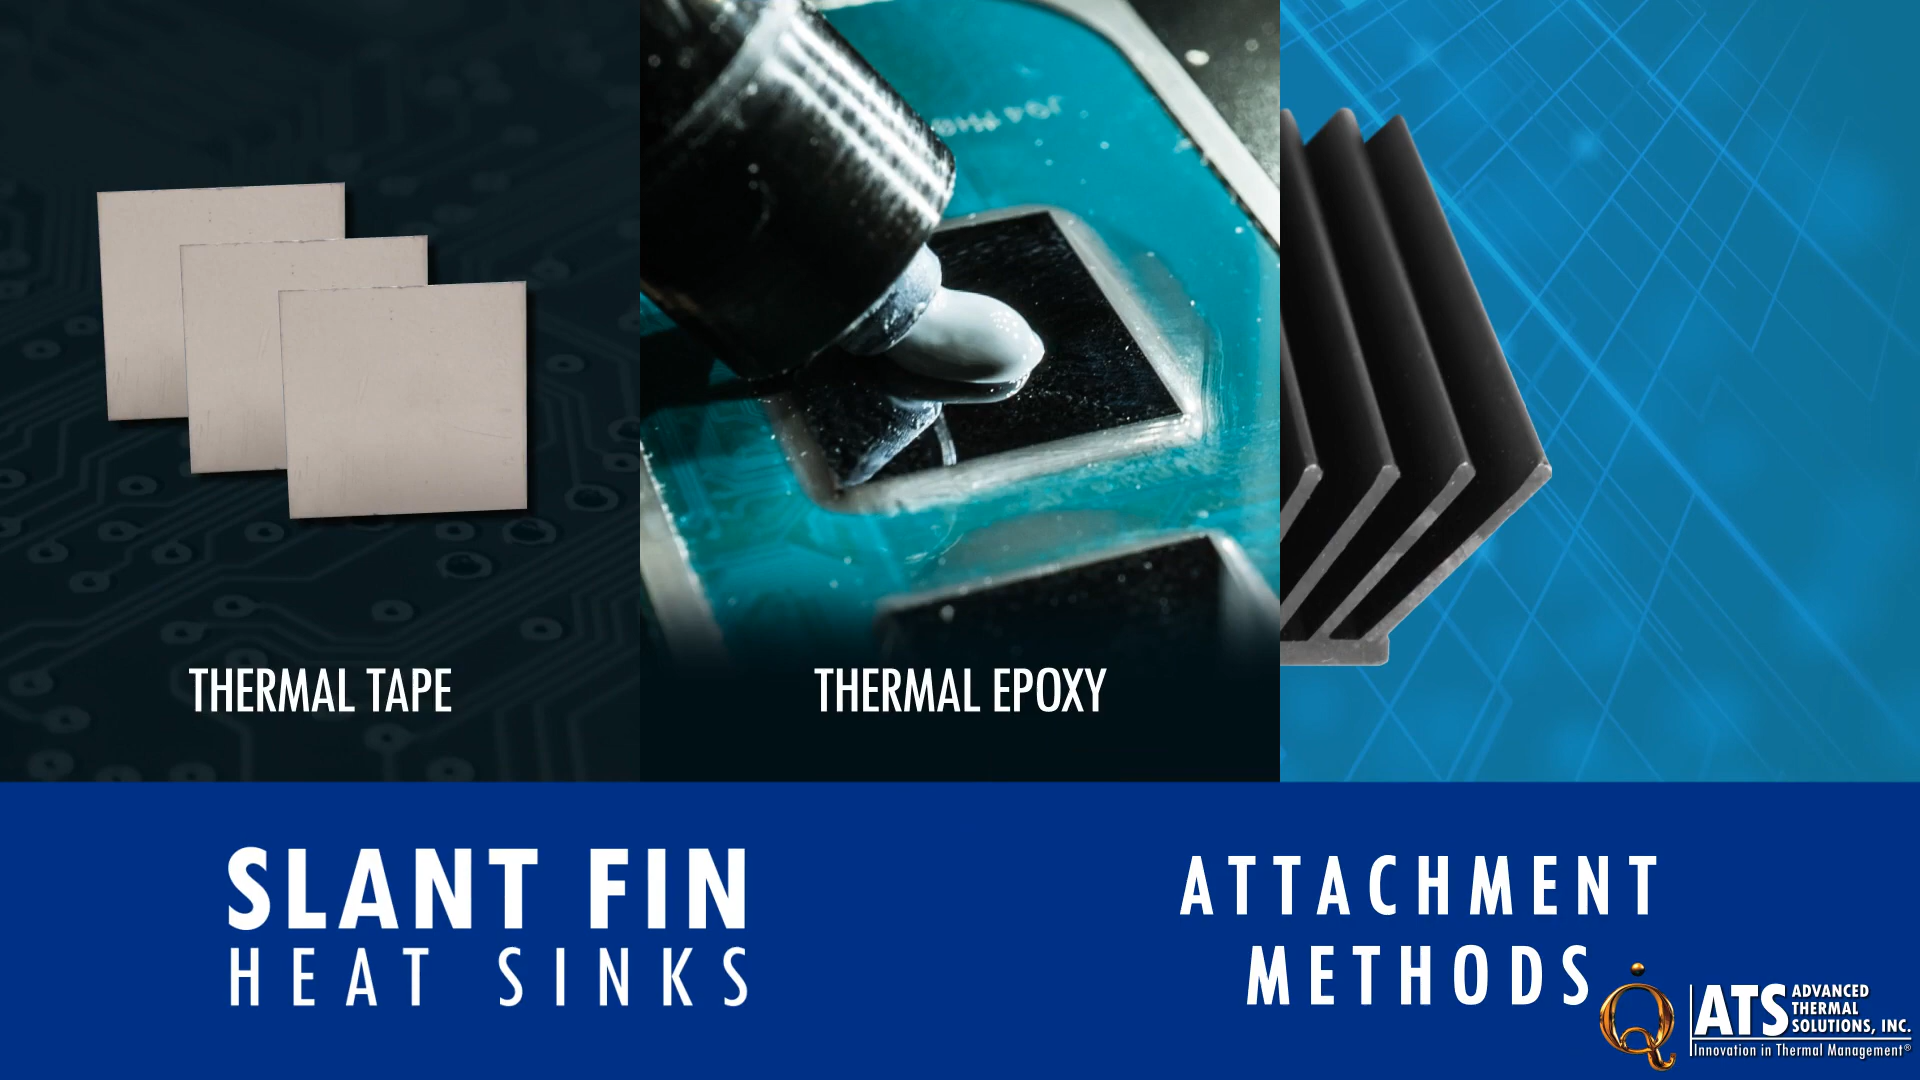 THERMAL TAPE
THERMAL EPOXY
SLANT FIN
HEAT SINKS
ATTACHMENT
METHODS
ATS
ADVANCED
THERMAL
SOLUTIONS, INC.
Innovation in Thermal Management®